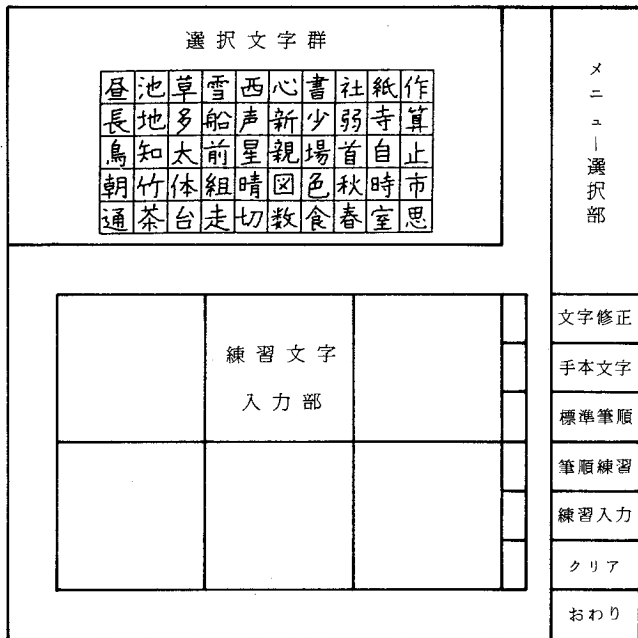 選択文字群
昼池草雪西心書社紙作
長地多船声新少弱寺算
鳥知太前星親場首自止
朝竹体組晴図色秋時市
通茶台走切数食春室思
練習文字
入力部
メニュー選択部
文字修正
手本文字
標準筆順
筆順練習
練習入力
クリア
おわり